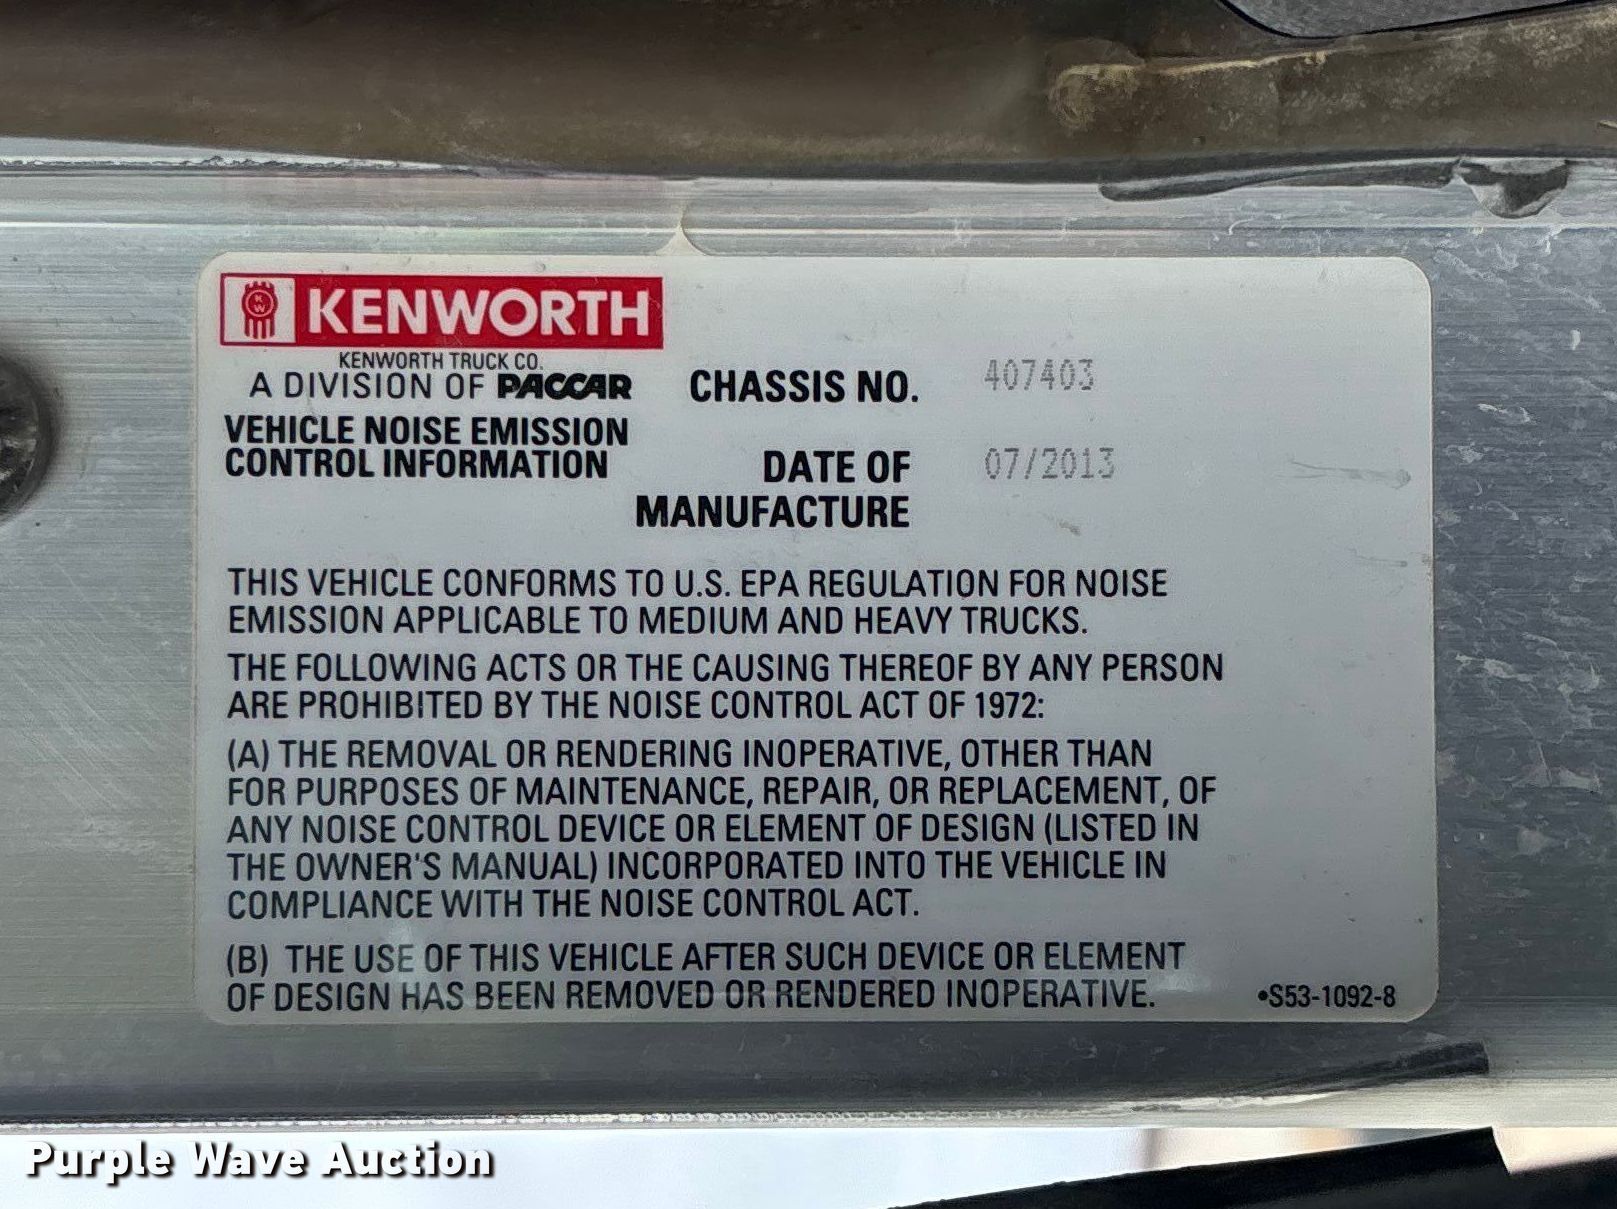 KENWORTH
KENWORTH TRUCK CO.
A DIVISION OF PACCAR
CHASSIS NO. 407403
VEHICLE NOISE EMISSION
CONTROL INFORMATION
DATE OF 07/2013
MANUFACTURE
THIS VEHICLE CONFORMS TO U.S. EPA REGULATION FOR NOISE
EMISSION APPLICABLE TO MEDIUM AND HEAVY TRUCKS.
THE FOLLOWING ACTS OR THE CAUSING THEREOF BY ANY PERSON
ARE PROHIBITED BY THE NOISE CONTROL ACT OF 1972:
(A) THE REMOVAL OR RENDERING INOPERATIVE, OTHER THAN
FOR PURPOSES OF MAINTENANCE, REPAIR, OR REPLACEMENT, OF
ANY NOISE CONTROL DEVICE OR ELEMENT OF DESIGN (LISTED IN
THE OWNER'S MANUAL) INCORPORATED INTO THE VEHICLE IN
COMPLIANCE WITH THE NOISE CONTROL ACT.
(B) THE USE OF THIS VEHICLE AFTER SUCH DEVICE OR ELEMENT
OF DESIGN HAS BEEN REMOVED OR RENDERED INOPERATIVE.
•S53-1092-8
Purple Wave Auction